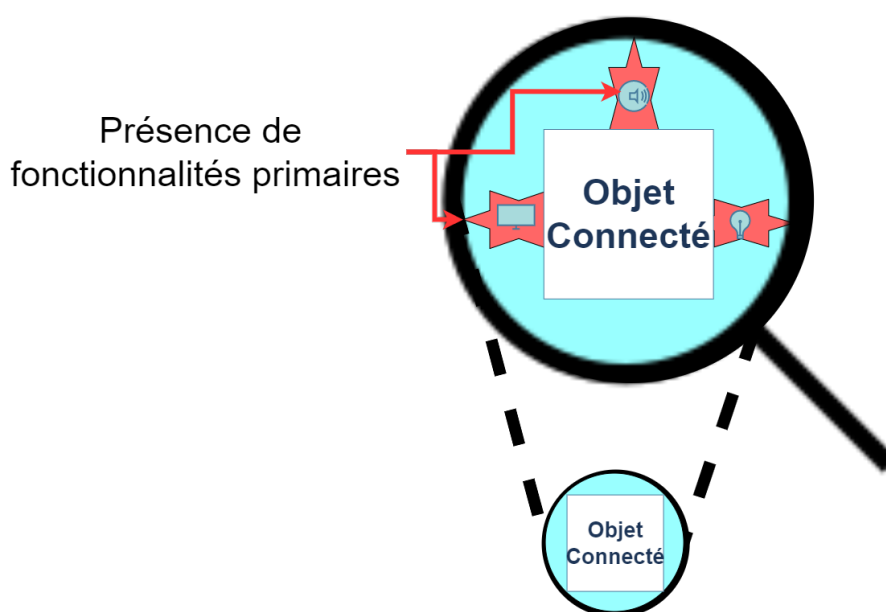 Présence de
fonctionnalités primaires
Objet
Connecté
Objet
Connecté